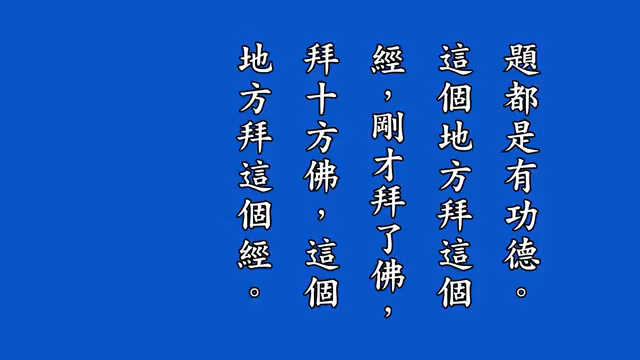 題都是有功德。
這個地方拜這個
經，剛才拜了佛，
拜十方佛，這個
地方拜這個經。